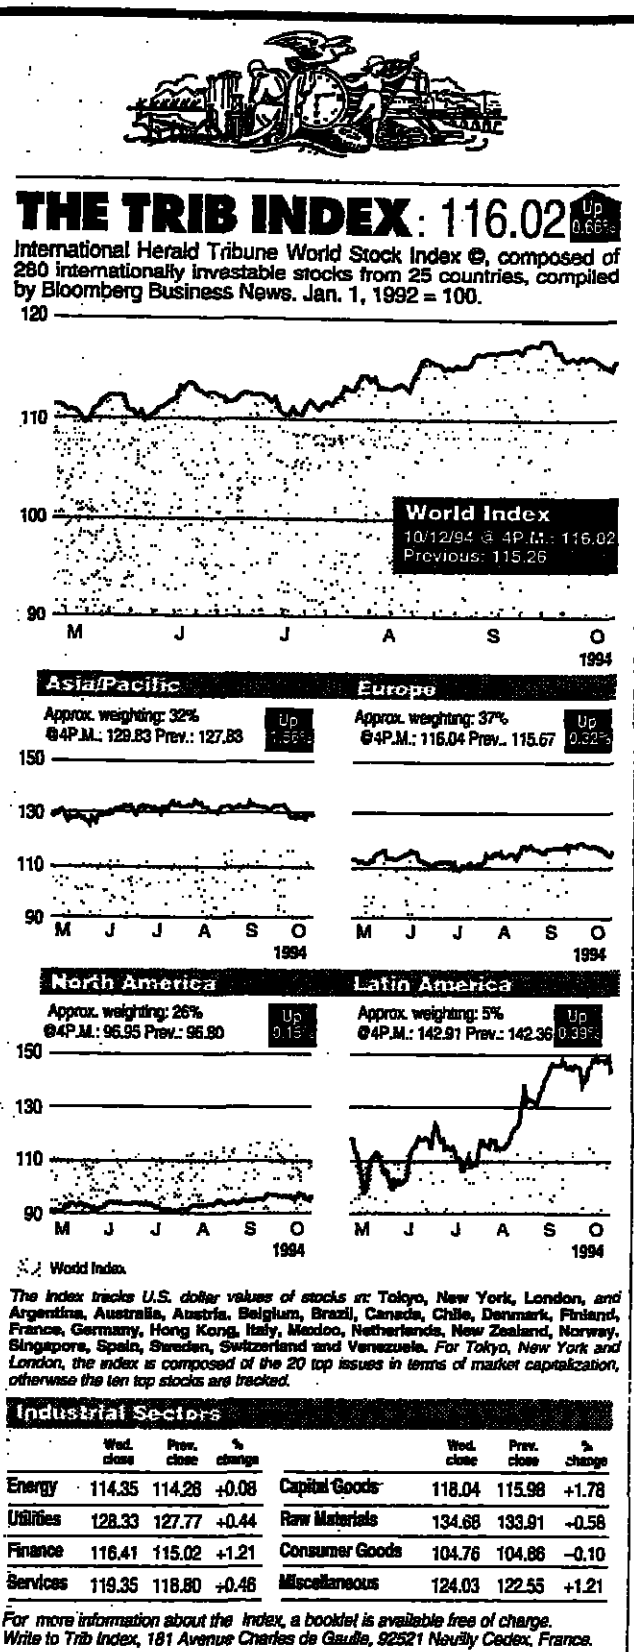 THE TRIB INDEX: 116.02 Up 0.66%
International Herald Tribune World Stock Index ©, composed of
280 internationally investable stocks from 25 countries, compiled
by Bloomberg Business News. Jan. 1, 1992 = 100.
120
110
100
90
World Index
10/12/94 @ 4P.M.: 116.02
Previous: 115.26
M J J A S O
1994
Asia/Pacific
Approx. weighting: 32%
@4P.M.: 129.83 Prev.: 127.83
Up
1.56%
Europe
Approx. weighting: 37%
@4P.M.: 116.04 Prev.. 115.67
Up
0.32%
150
130
110
90
M J J A S O
1994
M J J A S O
1994
North America
Approx. weighting: 26%
@4P.M.: 96.95 Prev.: 96.80
Up
Latin America
Approx. weighting: 5%
@4P.M.: 142.91 Prev.: 142.36
Up
0.39%
150
130
110
90
M J J A S O
1994
M J J A S O
1994
World Index
The Index tracks U.S. dollar values of stocks in: Tokyo, New York, London, and
Argentina, Australia, Austria, Belgium, Brazil, Canada, Chile, Denmark, Finland,
France, Germany, Hong Kong, Italy, Mexico, Netherlands, New Zealand, Norway,
Singapore, Spain, Sweden, Switzerland and Venezuela. For Tokyo, New York and
London, the index is composed of the 20 top issues in terms of market capitalization,
otherwise the ten top stocks are tracked.
Industrial Sectors
Wed. close Prev. close % change Wed. close Prev. close % change
Energy 114.35 114.26 +0.08 Capital Goods 118.04 115.98 +1.78
Utilities 128.33 127.77 +0.44 Raw Materials 134.68 133.91 +0.58
Finance 116.41 115.02 +1.21 Consumer Goods 104.76 104.86 –0.10
Services 119.35 118.80 +0.46 Miscellaneous 124.03 122.55 +1.21
For more information about the Index, a booklet is available free of charge.
Write to Trib Index, 181 Avenue Charles de Gaulle, 92521 Neuilly Cedex, France.